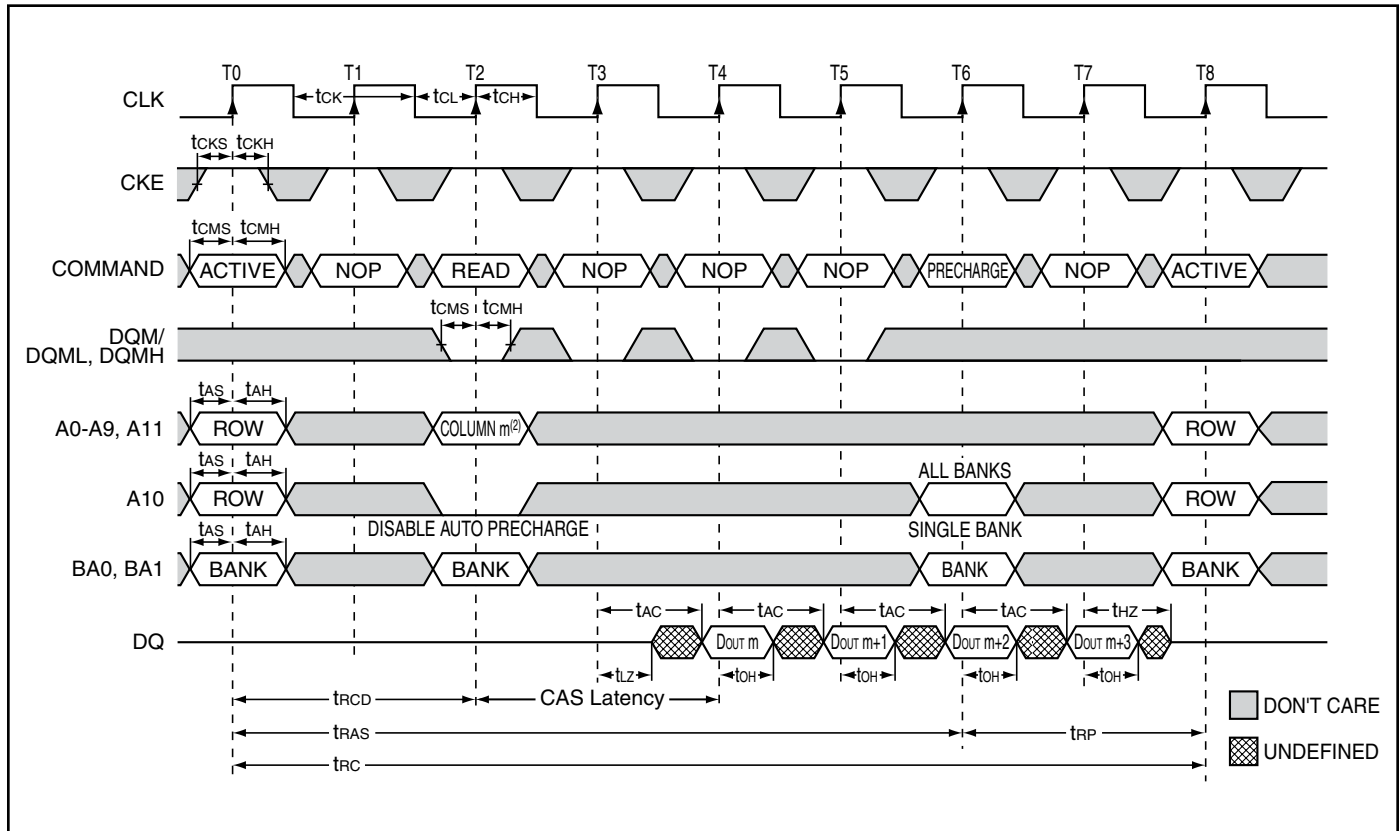 T0 T1 T2 T3 T4 T5 T6 T7 T8
CLK tCK tCL tCH
tCKS tCKH
CKE
tCMS tCMH
COMMAND ACTIVE NOP READ NOP NOP NOP PRECHARGE NOP ACTIVE
tCMS tCMH
DQM/
DQML, DQMH
tAS tAH
A0-A9, A11 ROW COLUMN m(2) ROW
tAS tAH ALL BANKS
A10 ROW ROW
DISABLE AUTO PRECHARGE SINGLE BANK
tAS tAH
BA0, BA1 BANK BANK BANK BANK
tAC tAC tAC tAC tHZ
DQ DOUT m DOUT m+1 DOUT m+2 DOUT m+3
tLZ tOH tOH tOH tOH
tRCD CAS Latency
DON'T CARE
tRAS tRP
UNDEFINED
tRC